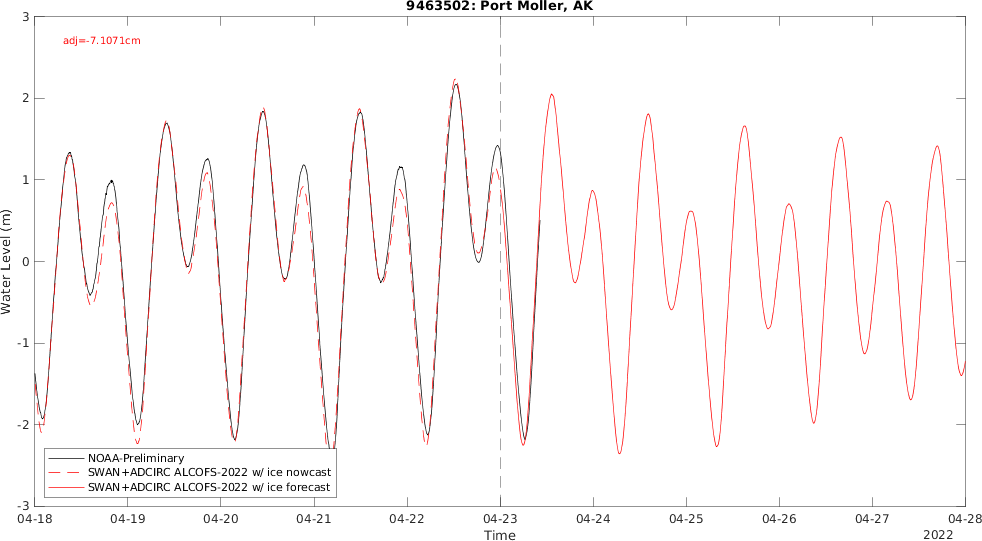 9463502: Port Moller, AK
adj=-7.1071cm
Water Level (m)
3
2
1
0
-1
-2
-3
NOAA-Preliminary
SWAN+ADCIRC ALCOFS-2022 w/ ice nowcast
SWAN+ADCIRC ALCOFS-2022 w/ ice forecast
04-18 04-19 04-20 04-21 04-22 04-23 04-24 04-25 04-26 04-27 04-28
Time
2022